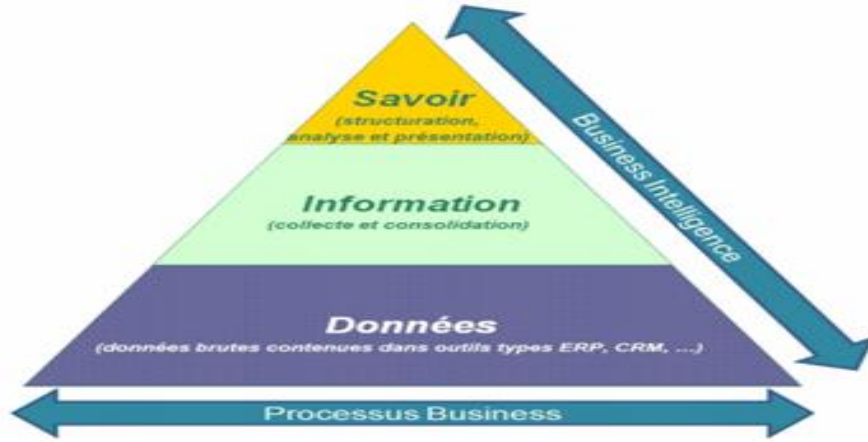 Savoir
(structuration,
analyse et présentation)
Information
(collecte et consolidation)
Données
(données brutes contenues dans outils types ERP, CRM, ...)
Processus Business
Business Intelligence